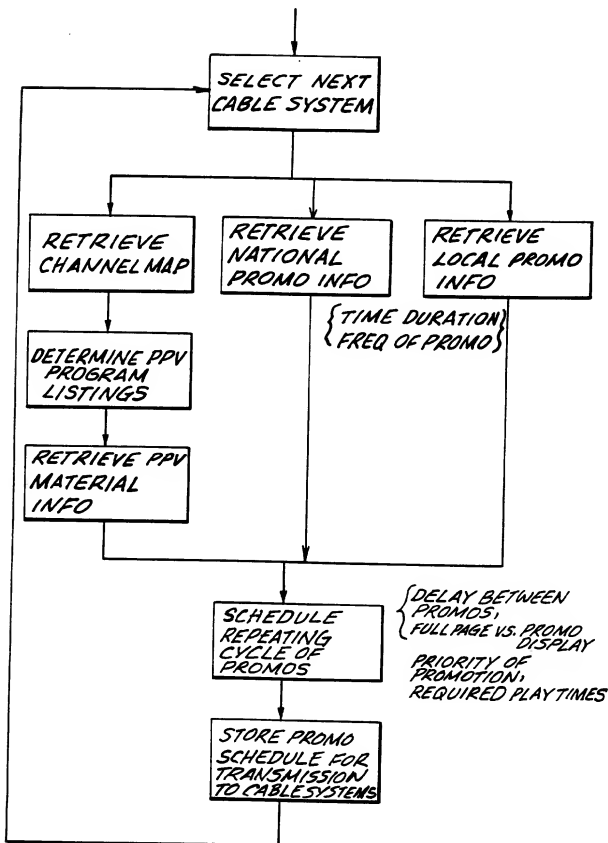 SELECT NEXT
CABLE SYSTEM
RETRIEVE
CHANNEL MAP
RETRIEVE
NATIONAL
PROMO INFO
RETRIEVE
LOCAL PROMO
INFO
{TIME DURATION}
{FREQ OF PROMO}
DETERMINE PPV
PROGRAM
LISTINGS
RETRIEVE PPV
MATERIAL
INFO
SCHEDULE
REPEATING
CYCLE OF
PROMOS
DELAY BETWEEN
PROMOS,
FULL PAGE VS. PROMO
DISPLAY
PRIORITY OF
PROMOTION,
REQUIRED PLAYTIMES
STORE PROMO
SCHEDULE FOR
TRANSMISSION
TO CABLE SYSTEMS